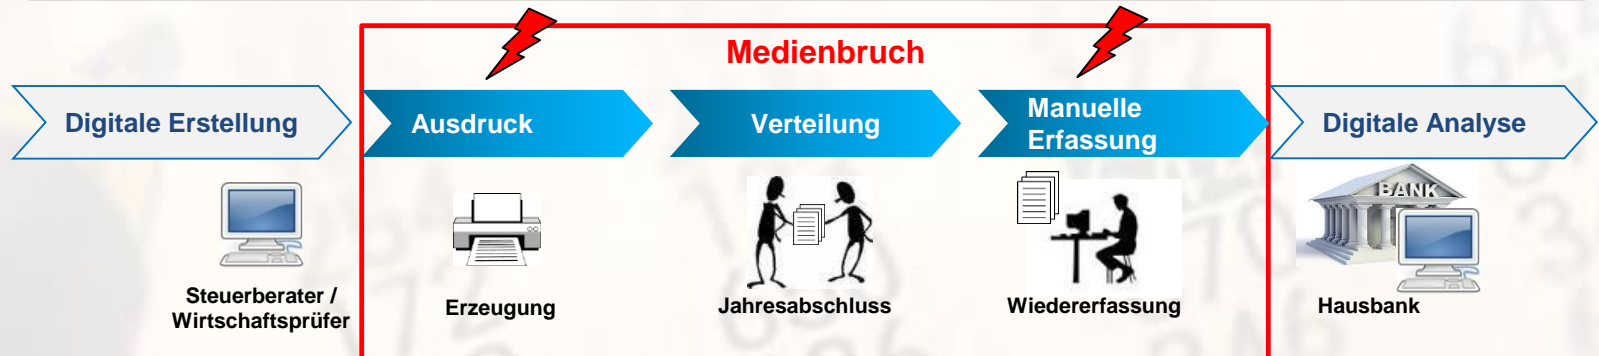 Medienbruch
Digitale Erstellung
Ausdruck
Verteilung
Manuelle
Erfassung
Digitale Analyse
BANK
Steuerberater /
Wirtschaftsprüfer
Erzeugung
Jahresabschluss
Wiedererfassung
Hausbank